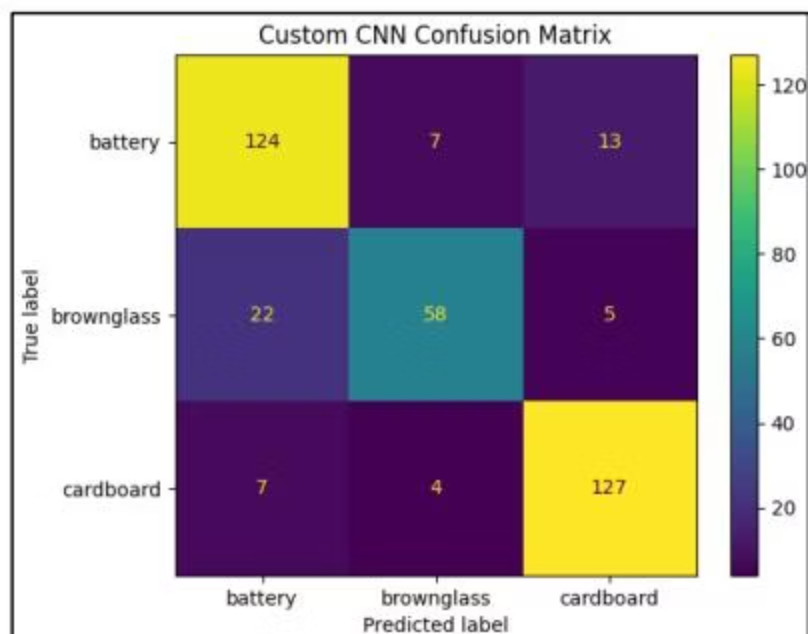 Custom CNN Confusion Matrix
battery 124 7 13
brownglass 22 58 5
cardboard 7 4 127
True label
battery brownglass cardboard
Predicted label
120
100
80
60
40
20